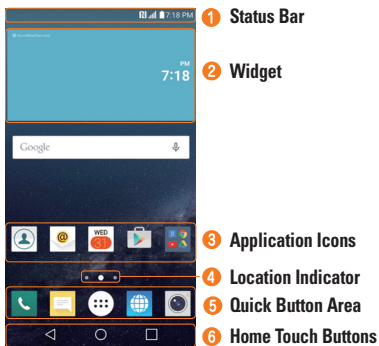 7:18 PM
1 Status Bar
PM
7:18
2 Widget
Google
@
WED
31
3 Application Icons
4 Location Indicator
5 Quick Button Area
6 Home Touch Buttons